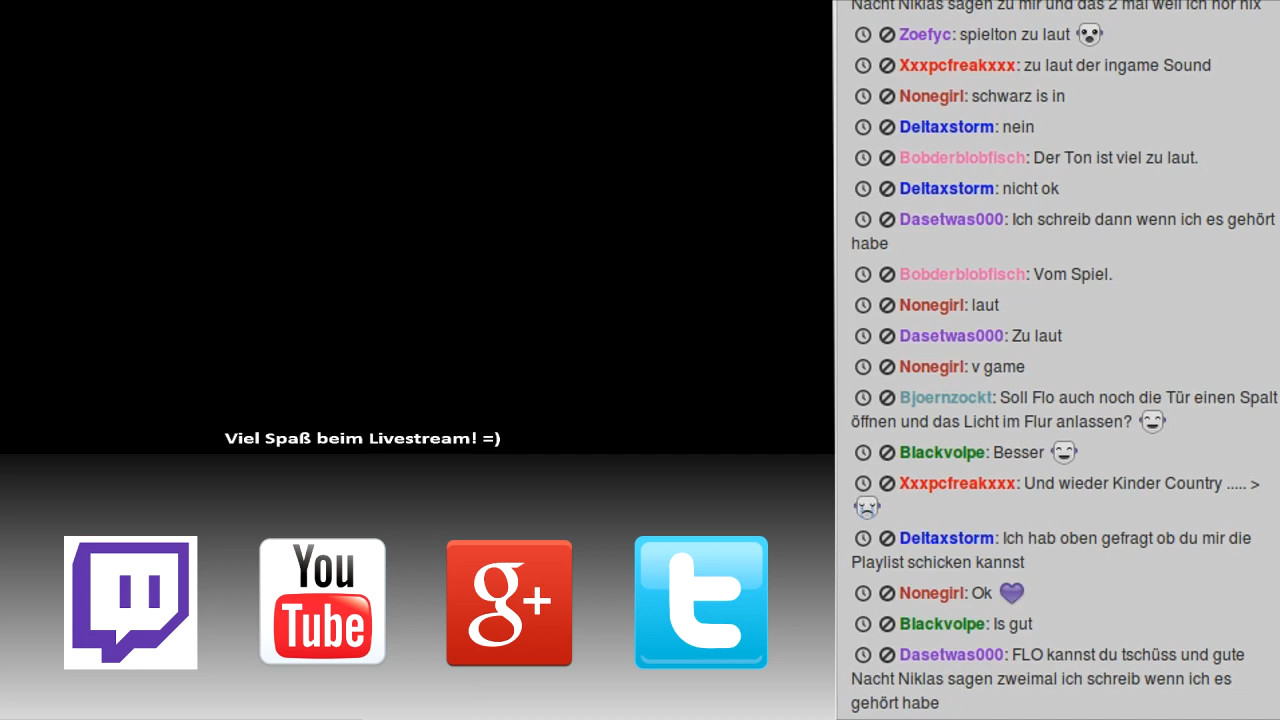 Nacht Niklas sagen zu mir und das 2 mal weil ich hör nix
Zoefyc: spielton zu laut
Xxxpcfreakxxx: zu laut der ingame Sound
Nonegirl: schwarz is in
Deltaxstorm: nein
Bobderblobfisch: Der Ton ist viel zu laut.
Deltaxstorm: nicht ok
Dasetwas000: Ich schreib dann wenn ich es gehört
habe
Bobderblobfisch: Vom Spiel.
Nonegirl: laut
Dasetwas000: Zu laut
Nonegirl: v game
Bjoernzockt: Soll Flo auch noch die Tür einen Spalt
öffnen und das Licht im Flur anlassen?
Blackvolpe: Besser
Xxxpcfreakxxx: Und wieder Kinder Country ..... >
Deltaxstorm: Ich hab oben gefragt ob du mir die
Playlist schicken kannst
Nonegirl: Ok
Blackvolpe: Is gut
Dasetwas000: FLO kannst du tschüss und gute
Nacht Niklas sagen zweimal ich schreib wenn ich es
gehört habe
Viel Spaß beim Livestream! =)
You
Tube
g+
t